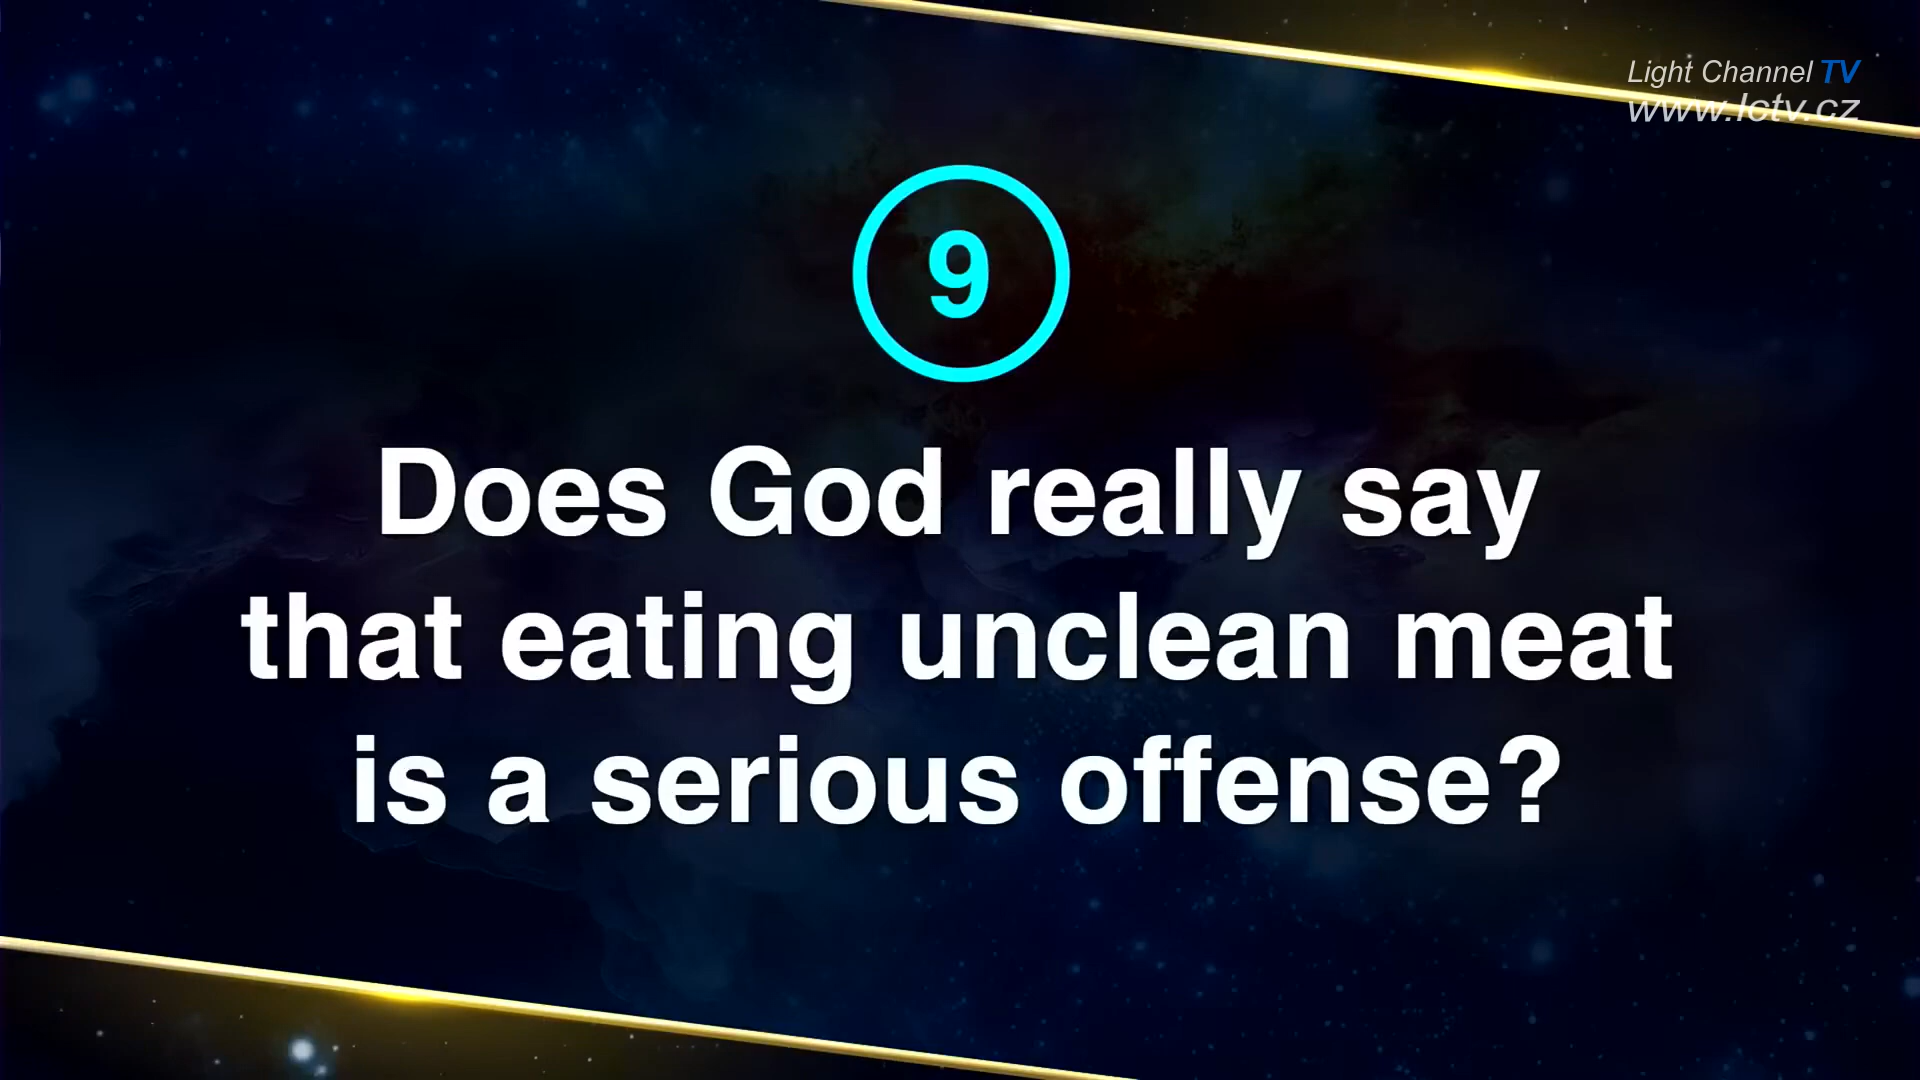 Light Channel TV
www.lctv.cz
9
Does God really say
that eating unclean meat
is a serious offense?